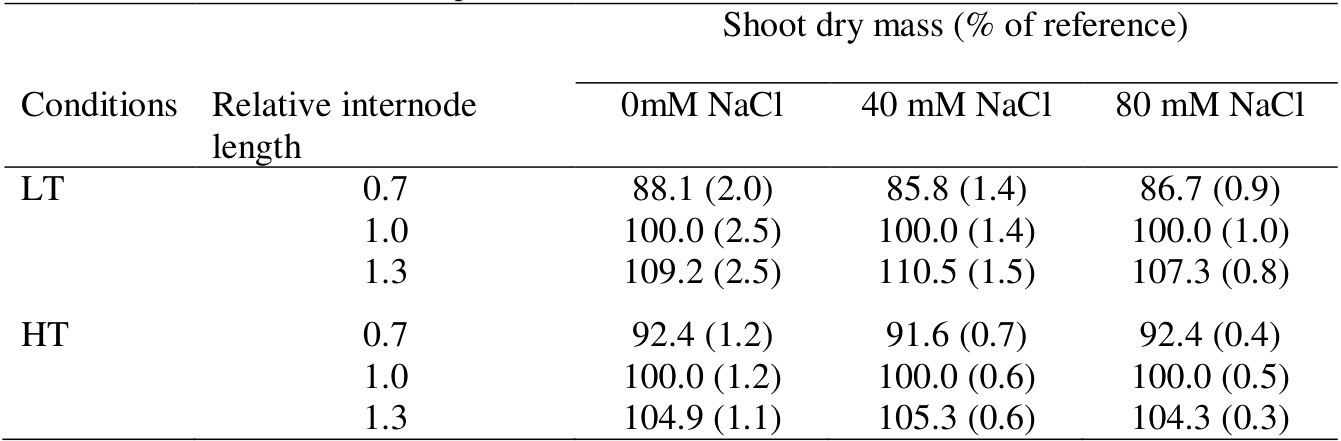 Shoot dry mass (% of reference)
Conditions Relative internode length 0mM NaCl 40 mM NaCl 80 mM NaCl
LT 0.7 88.1 (2.0) 85.8 (1.4) 86.7 (0.9)
1.0 100.0 (2.5) 100.0 (1.4) 100.0 (1.0)
1.3 109.2 (2.5) 110.5 (1.5) 107.3 (0.8)
HT 0.7 92.4 (1.2) 91.6 (0.7) 92.4 (0.4)
1.0 100.0 (1.2) 100.0 (0.6) 100.0 (0.5)
1.3 104.9 (1.1) 105.3 (0.6) 104.3 (0.3)